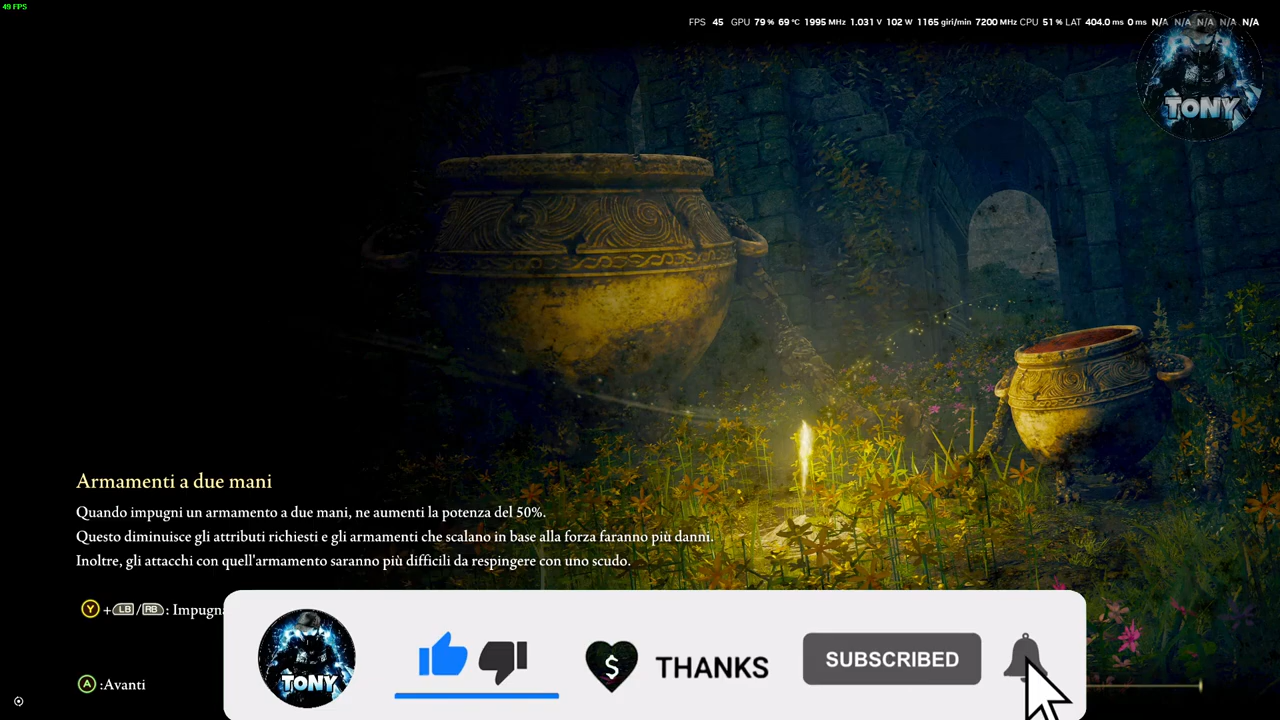 49 FPS
FPS 45 GPU 79 % 69 °C 1995 MHz 1.031 V 102 W 1165 giri/min 7200 MHz CPU 51 % LAT 404.0 ms 0 ms N/A N/A N/A N/A N/A
TONY
Armamenti a due mani
Quando impugni un armamento a due mani, ne aumenti la potenza del 50%.
Questo diminuisce gli attributi richiesti e gli armamenti che scalano in base alla forza faranno più danni.
Inoltre, gli attacchi con quell'armamento saranno più difficili da respingere con uno scudo.
Y + LB / RB : Impugna
TONY
$ THANKS
SUBSCRIBED
A :Avanti